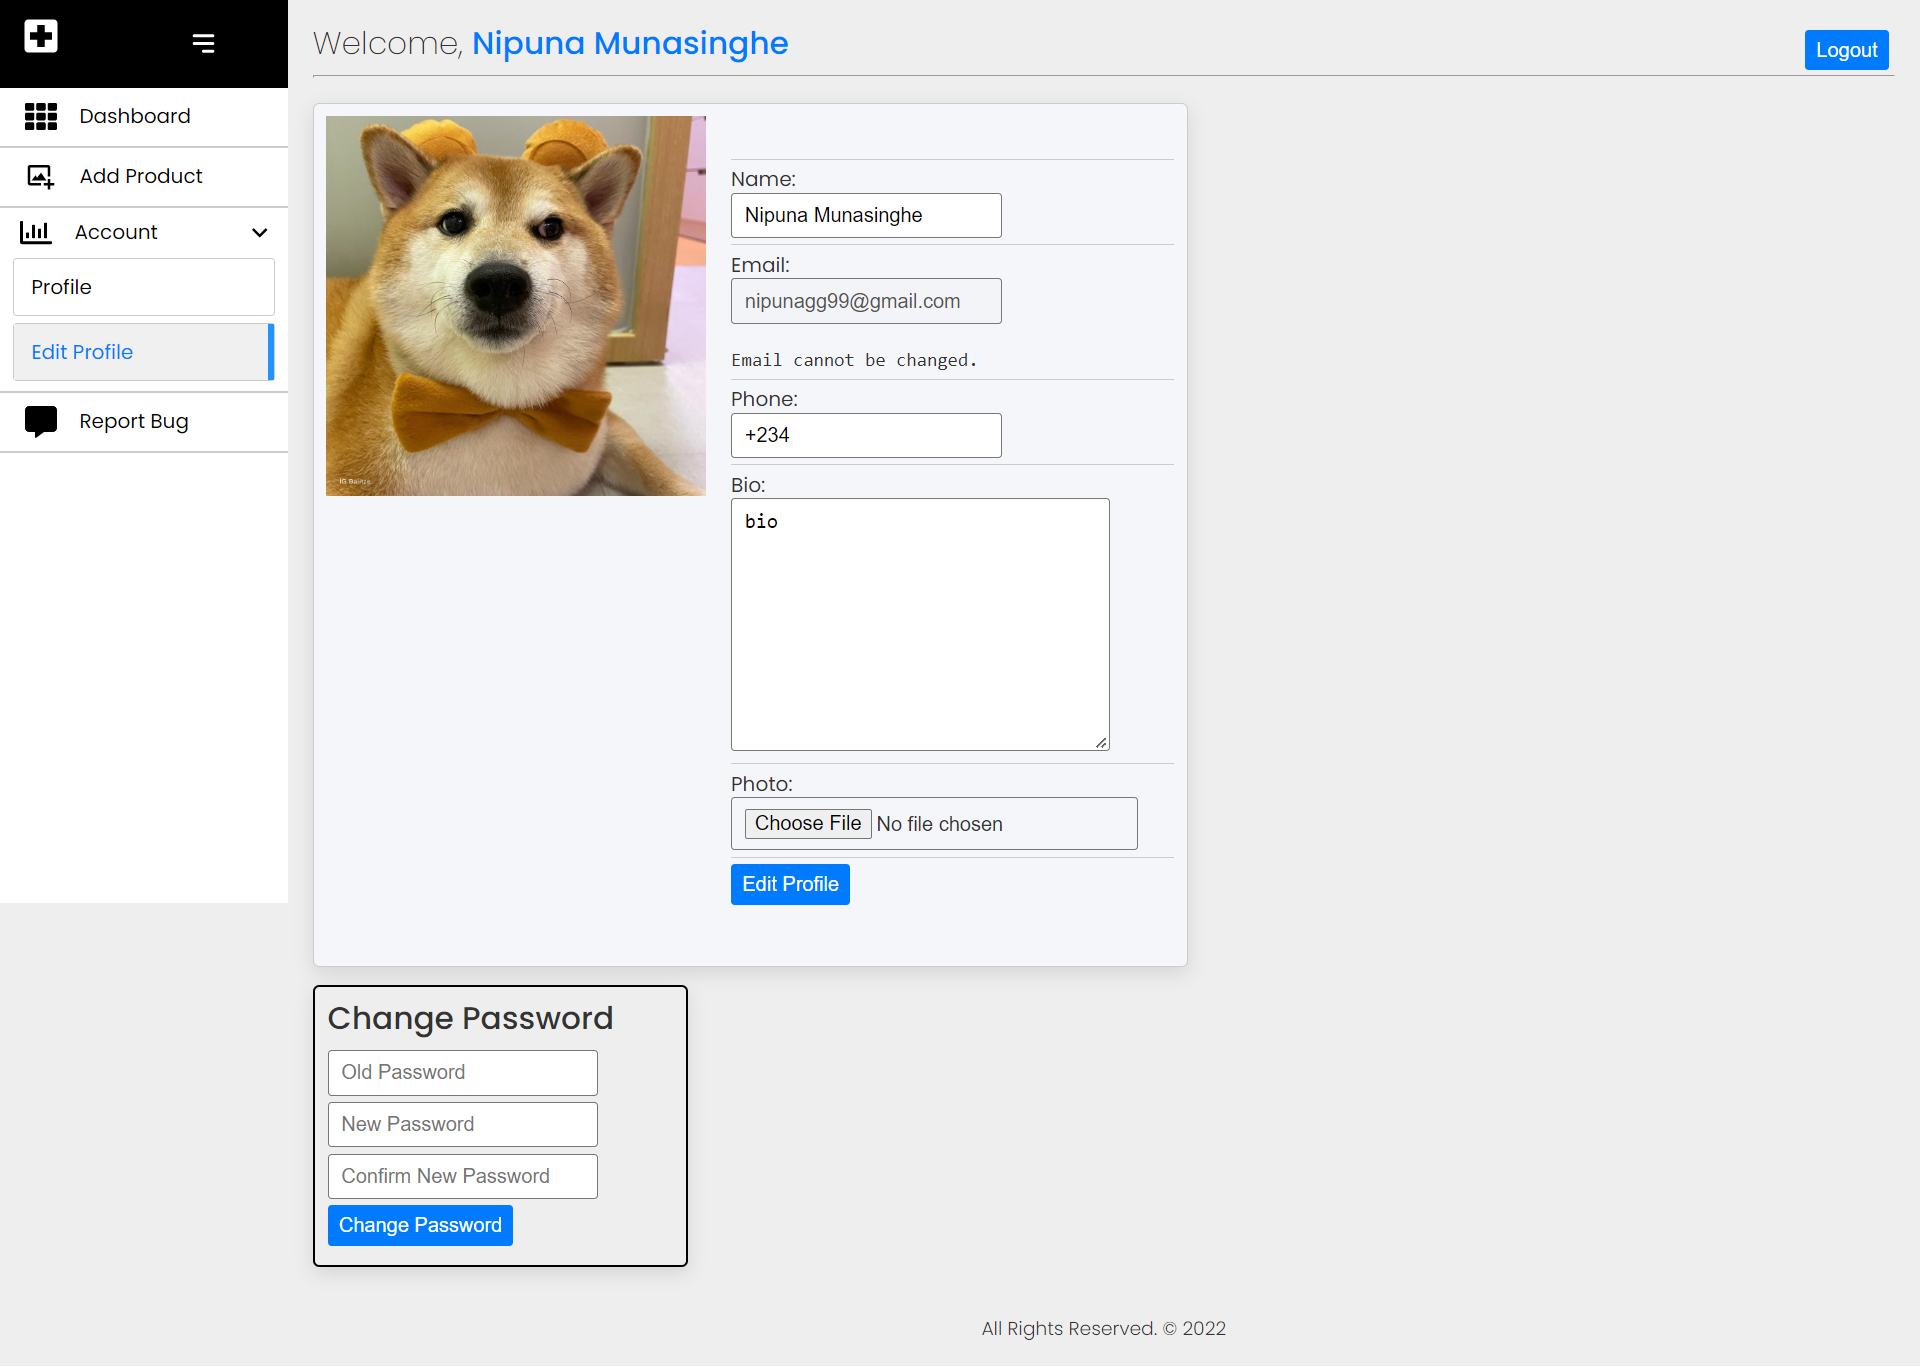 Welcome, Nipuna Munasinghe
Logout
Dashboard
Add Product
Account
Profile
Edit Profile
Report Bug
Name:
Nipuna Munasinghe
Email:
nipunagg99@gmail.com
Email cannot be changed.
Phone:
+234
Bio:
bio
Photo:
Choose File No file chosen
Edit Profile
Change Password
Old Password
New Password
Confirm New Password
Change Password
All Rights Reserved. © 2022